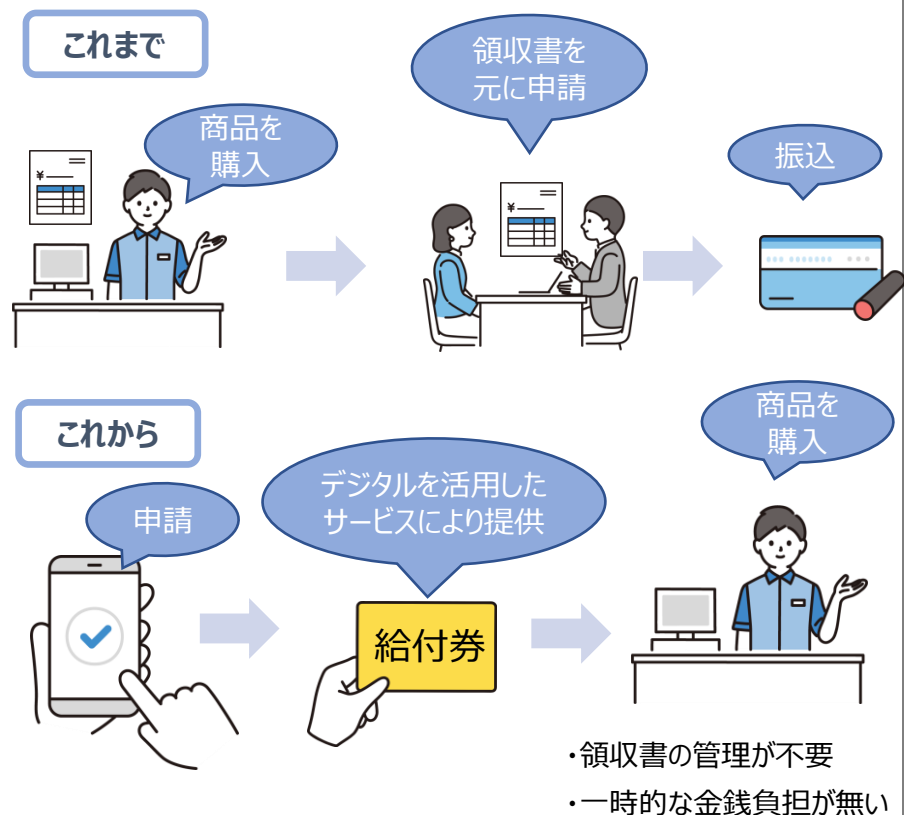 これまで
商品を
購入
領収書を
元に申請
振込
¥
¥
これから
申請
デジタルを活用した
サービスにより提供
給付券
商品を
購入
・領収書の管理が不要
・一時的な金銭負担が無い